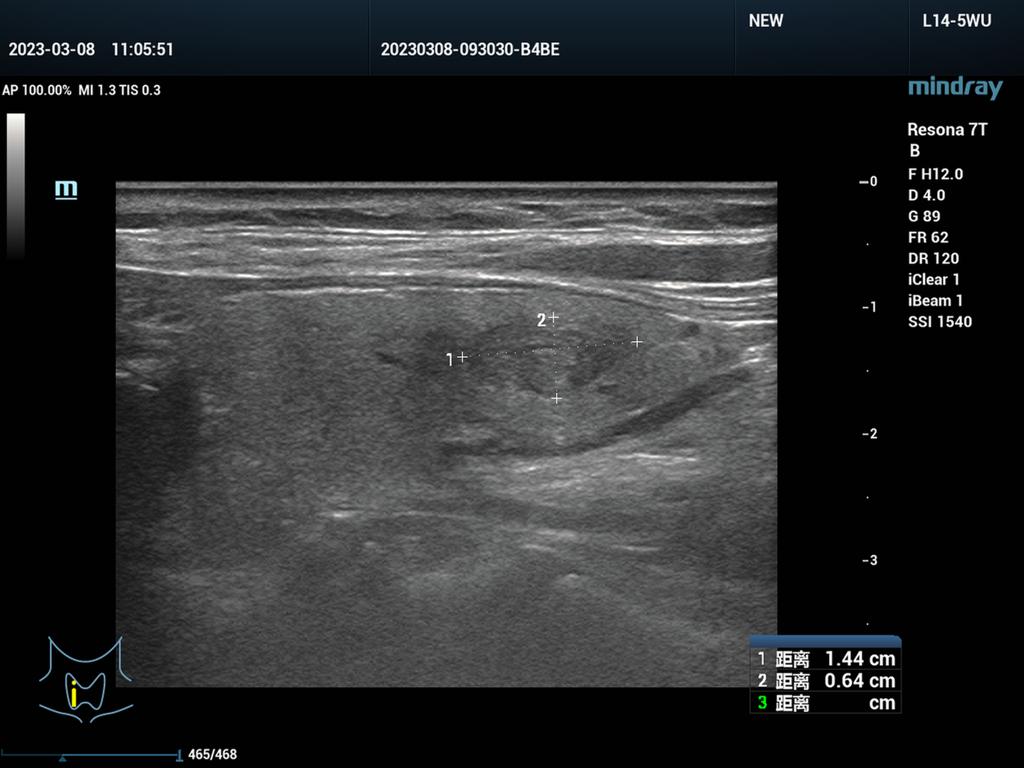 NEW
L14-5WU
2023-03-08 11:05:51
20230308-093030-B4BE
AP 100.00% MI 1.3 TIS 0.3
mindray
Resona 7T
B
F H12.0
D 4.0
G 89
FR 62
DR 120
iClear 1
iBeam 1
SSI 1540
m
0
1
2
3
2
1
1 距离 1.44 cm
2 距离 0.64 cm
3 距离 cm
465/468